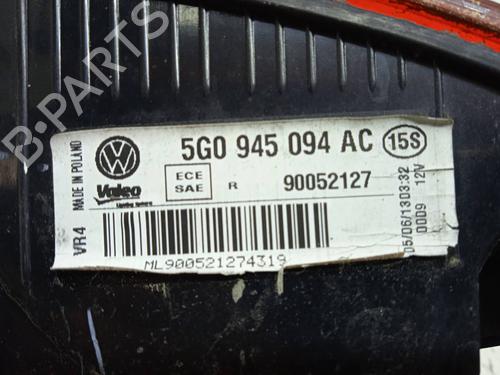 B-PARTS
MADE IN POLAND
VR4
Valeo
5G0 945 094 AC
15S
ECE
SAE
R
90052127
ML900521274319
05/06/13 03:32
0009 12V